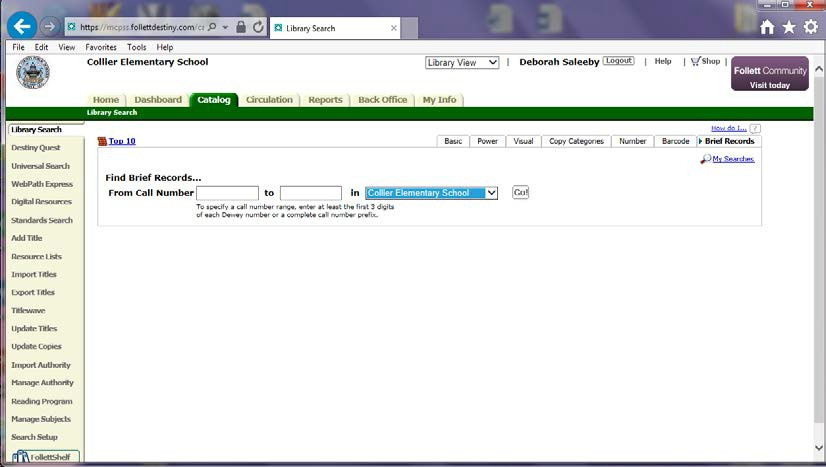 https://mcpss.follettdestiny.com/ca
Library Search
File Edit View Favorites Tools Help
Collier Elementary School
Library View
Deborah Saleeby
Logout
Help
Shop
Follett Community
Visit today
Home Dashboard Catalog Circulation Reports Back Office My Info
Library Search
Library Search
How do I... ?
Top 10
Basic Power Visual Copy Categories Number Barcode Brief Records
My Searches
Find Brief Records...
From Call Number to in Collier Elementary School Go!
To specify a call number range, enter at least the first 3 digits
of each Dewey number or a complete call number prefix.
Destiny Quest
Universal Search
WebPath Express
Digital Resources
Standards Search
Add Title
Resource Lists
Import Titles
Export Titles
Titlewave
Update Titles
Update Copies
Import Authority
Manage Authority
Reading Program
Manage Subjects
Search Setup
FollettShelf